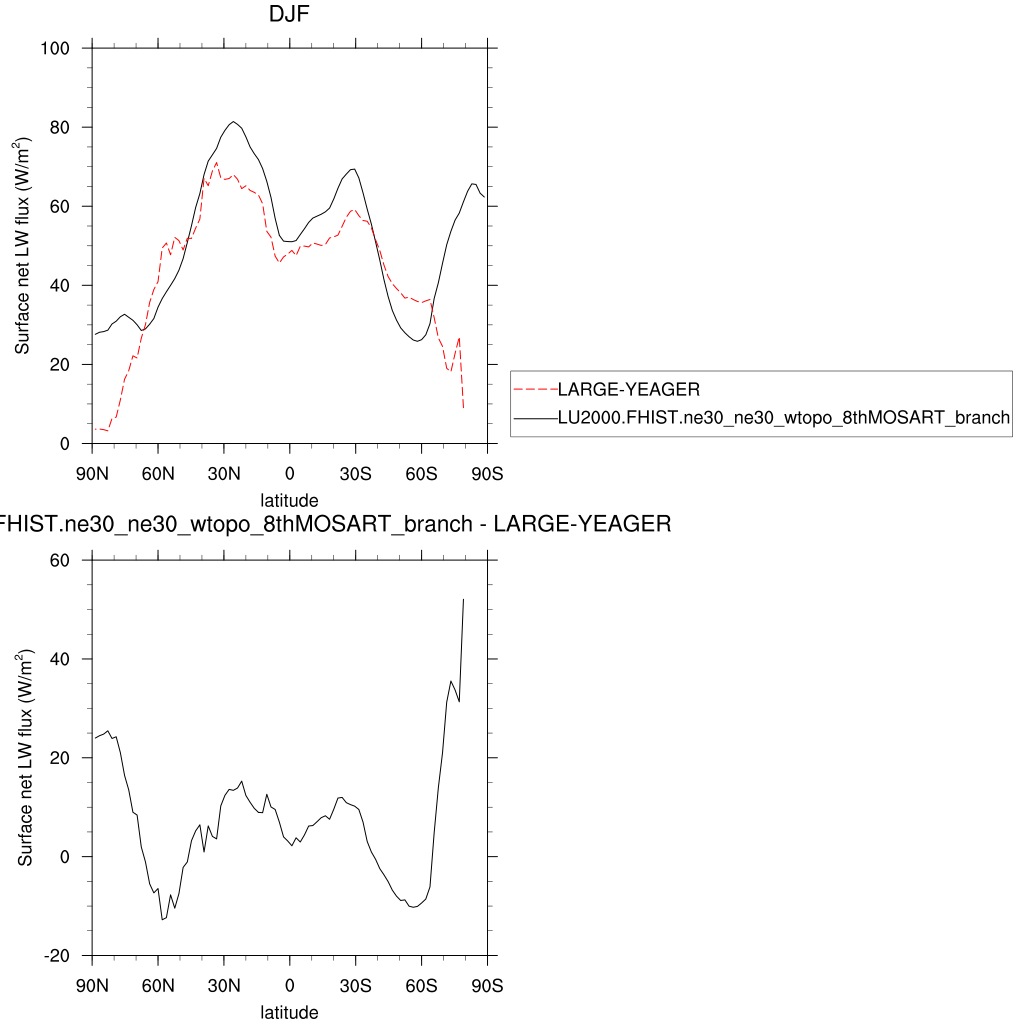 DJF
100
80
60
40
20
0
Surface net LW flux (W/m²)
90N 60N 30N 0 30S 60S 90S
latitude
LARGE-YEAGER
LU2000.FHIST.ne30_ne30_wtopo_8thMOSART_branch
FHIST.ne30_ne30_wtopo_8thMOSART_branch - LARGE-YEAGER
60
40
20
0
-20
Surface net LW flux (W/m²)
90N 60N 30N 0 30S 60S 90S
latitude